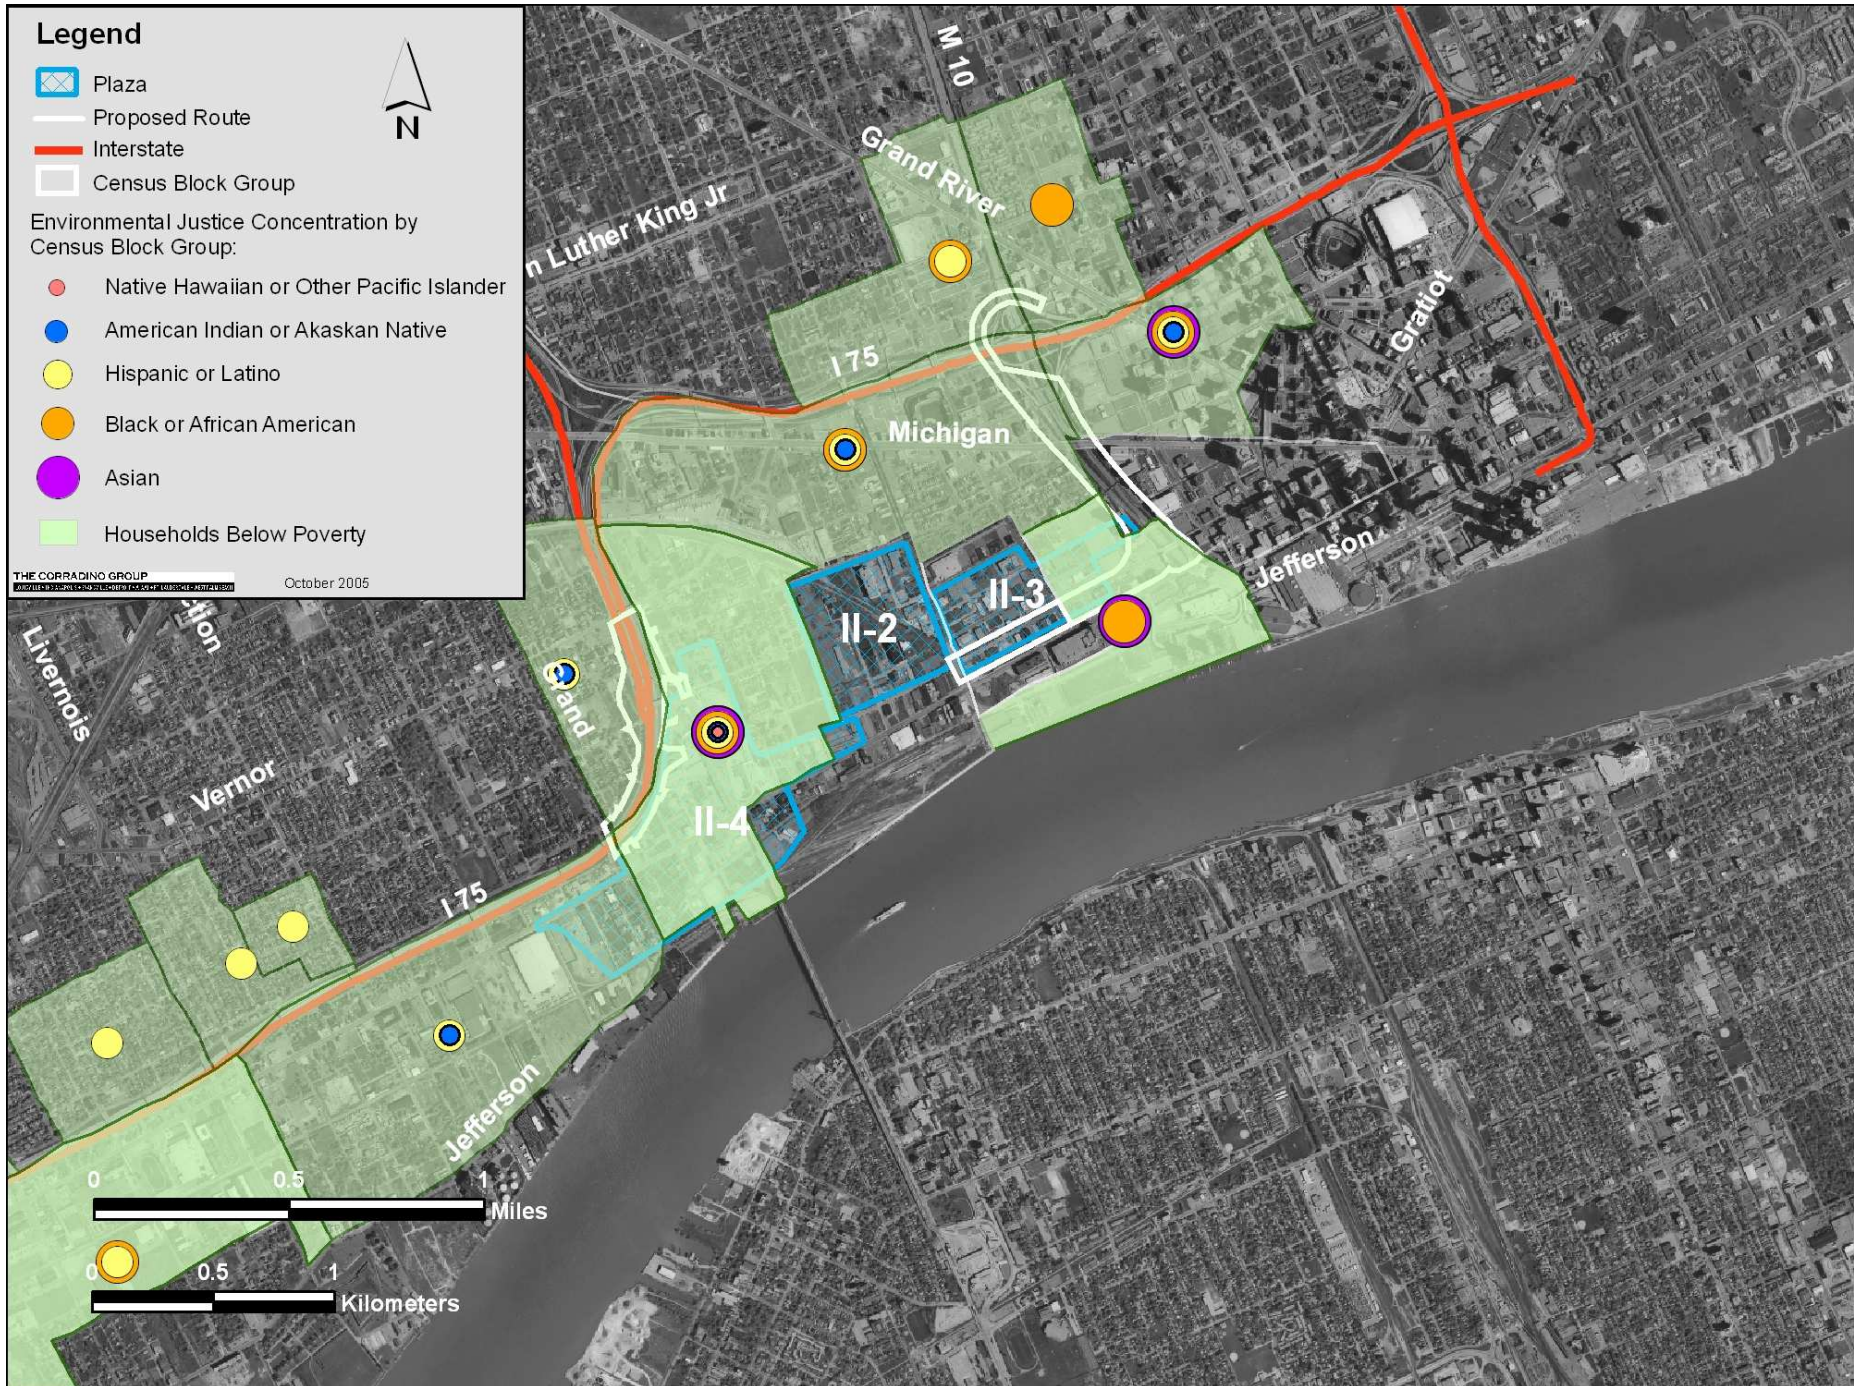 Legend
Plaza
Proposed Route
Interstate
Census Block Group
Environmental Justice Concentration by
Census Block Group:
Native Hawaiian or Other Pacific Islander
American Indian or Akaskan Native
Hispanic or Latino
Black or African American
Asian
Households Below Poverty
THE CORRADINO GROUP
October 2005
N
M 10
Grand River
n Luther King Jr
I 75
Gratiot
Michigan
Jefferson
II-3
II-2
ction
Livernois
Grand
Vernor
II-4
I 75
Jefferson
0 0.5 1
Miles
0 0.5 1
Kilometers